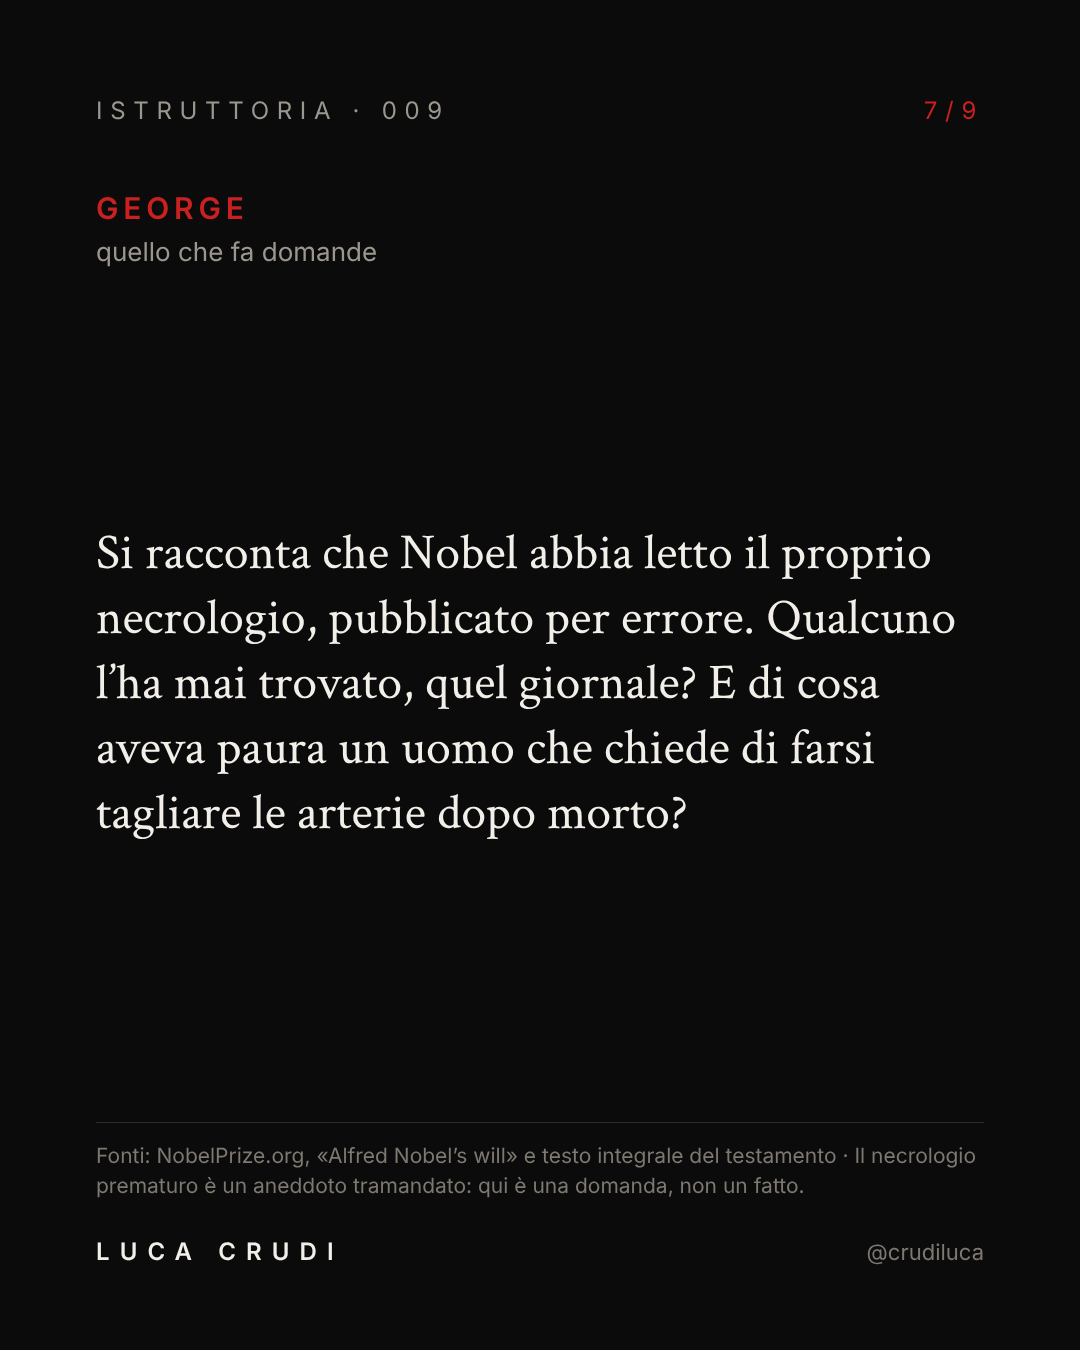 ISTRUTTORIA · 009
7/9
GEORGE
quello che fa domande
Si racconta che Nobel abbia letto il proprio
necrologio, pubblicato per errore. Qualcuno
l’ha mai trovato, quel giornale? E di cosa
aveva paura un uomo che chiede di farsi
tagliare le arterie dopo morto?
Fonti: NobelPrize.org, «Alfred Nobel’s will» e testo integrale del testamento · Il necrologio
prematuro è un aneddoto tramandato: qui è una domanda, non un fatto.
LUCA CRUDI
@crudiluca